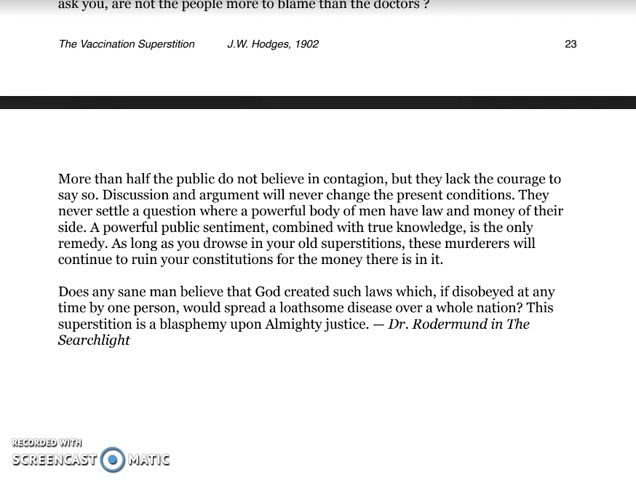 ask you, are not the people more to blame than the doctors ?
The Vaccination Superstition J.W. Hodges, 1902 23
More than half the public do not believe in contagion, but they lack the courage to
say so. Discussion and argument will never change the present conditions. They
never settle a question where a powerful body of men have law and money of their
side. A powerful public sentiment, combined with true knowledge, is the only
remedy. As long as you drowse in your old superstitions, these murderers will
continue to ruin your constitutions for the money there is in it.
Does any sane man believe that God created such laws which, if disobeyed at any
time by one person, would spread a loathsome disease over a whole nation? This
superstition is a blasphemy upon Almighty justice. — Dr. Rodermund in The
Searchlight
RECORDED WITH
SCREENCAST MATIC